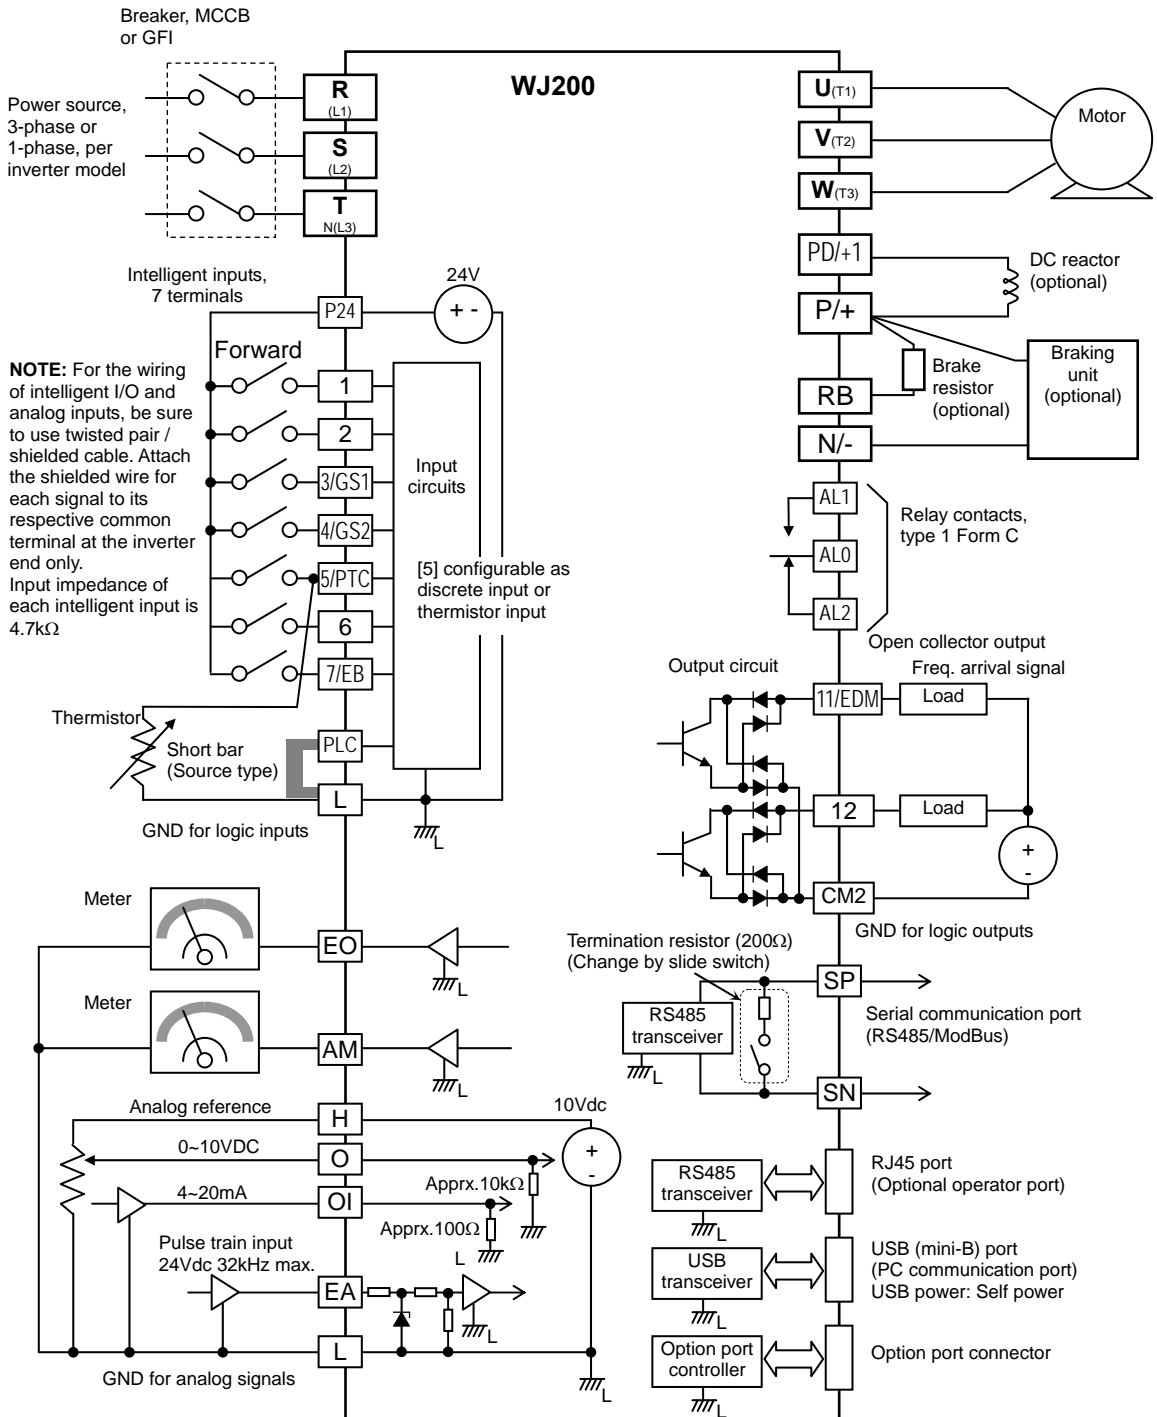 Breaker, MCCB
or GFI
WJ200
Power source,
3-phase or
1-phase, per
inverter model
R
(L1)
S
(L2)
T
N(L3)
U(T1)
V(T2)
W(T3)
Motor
PD/+1
P/+
DC reactor
(optional)
Brake
resistor
(optional)
Braking
unit
(optional)
RB
N/-
Intelligent inputs,
7 terminals
24V
P24
+ -
Forward
NOTE: For the wiring
of intelligent I/O and
analog inputs, be sure
to use twisted pair /
shielded cable. Attach
the shielded wire for
each signal to its
respective common
terminal at the inverter
end only.
Input impedance of
each intelligent input is
4.7kΩ
1
2
3/GS1
4/GS2
5/PTC
6
7/EB
PLC
L
Input
circuits
[5] configurable as
discrete input or
thermistor input
Thermistor
Short bar
(Source type)
GND for logic inputs
L
AL1
AL0
AL2
Relay contacts,
type 1 Form C
Open collector output
Output circuit
Freq. arrival signal
11/EDM
Load
12
Load
+
-
CM2
GND for logic outputs
Meter
EO
L
Meter
AM
L
Termination resistor (200Ω)
(Change by slide switch)
RS485
transceiver
L
SP
Serial communication port
(RS485/ModBus)
SN
Analog reference
H
10Vdc
0~10VDC
O
+
-
4~20mA
OI
Apprx.10kΩ
Apprx.100Ω
L
Pulse train input
24Vdc 32kHz max.
EA
L
L
L
GND for analog signals
RS485
transceiver
L
RJ45 port
(Optional operator port)
USB
transceiver
L
USB (mini-B) port
(PC communication port)
USB power: Self power
Option port
controller
L
Option port connector